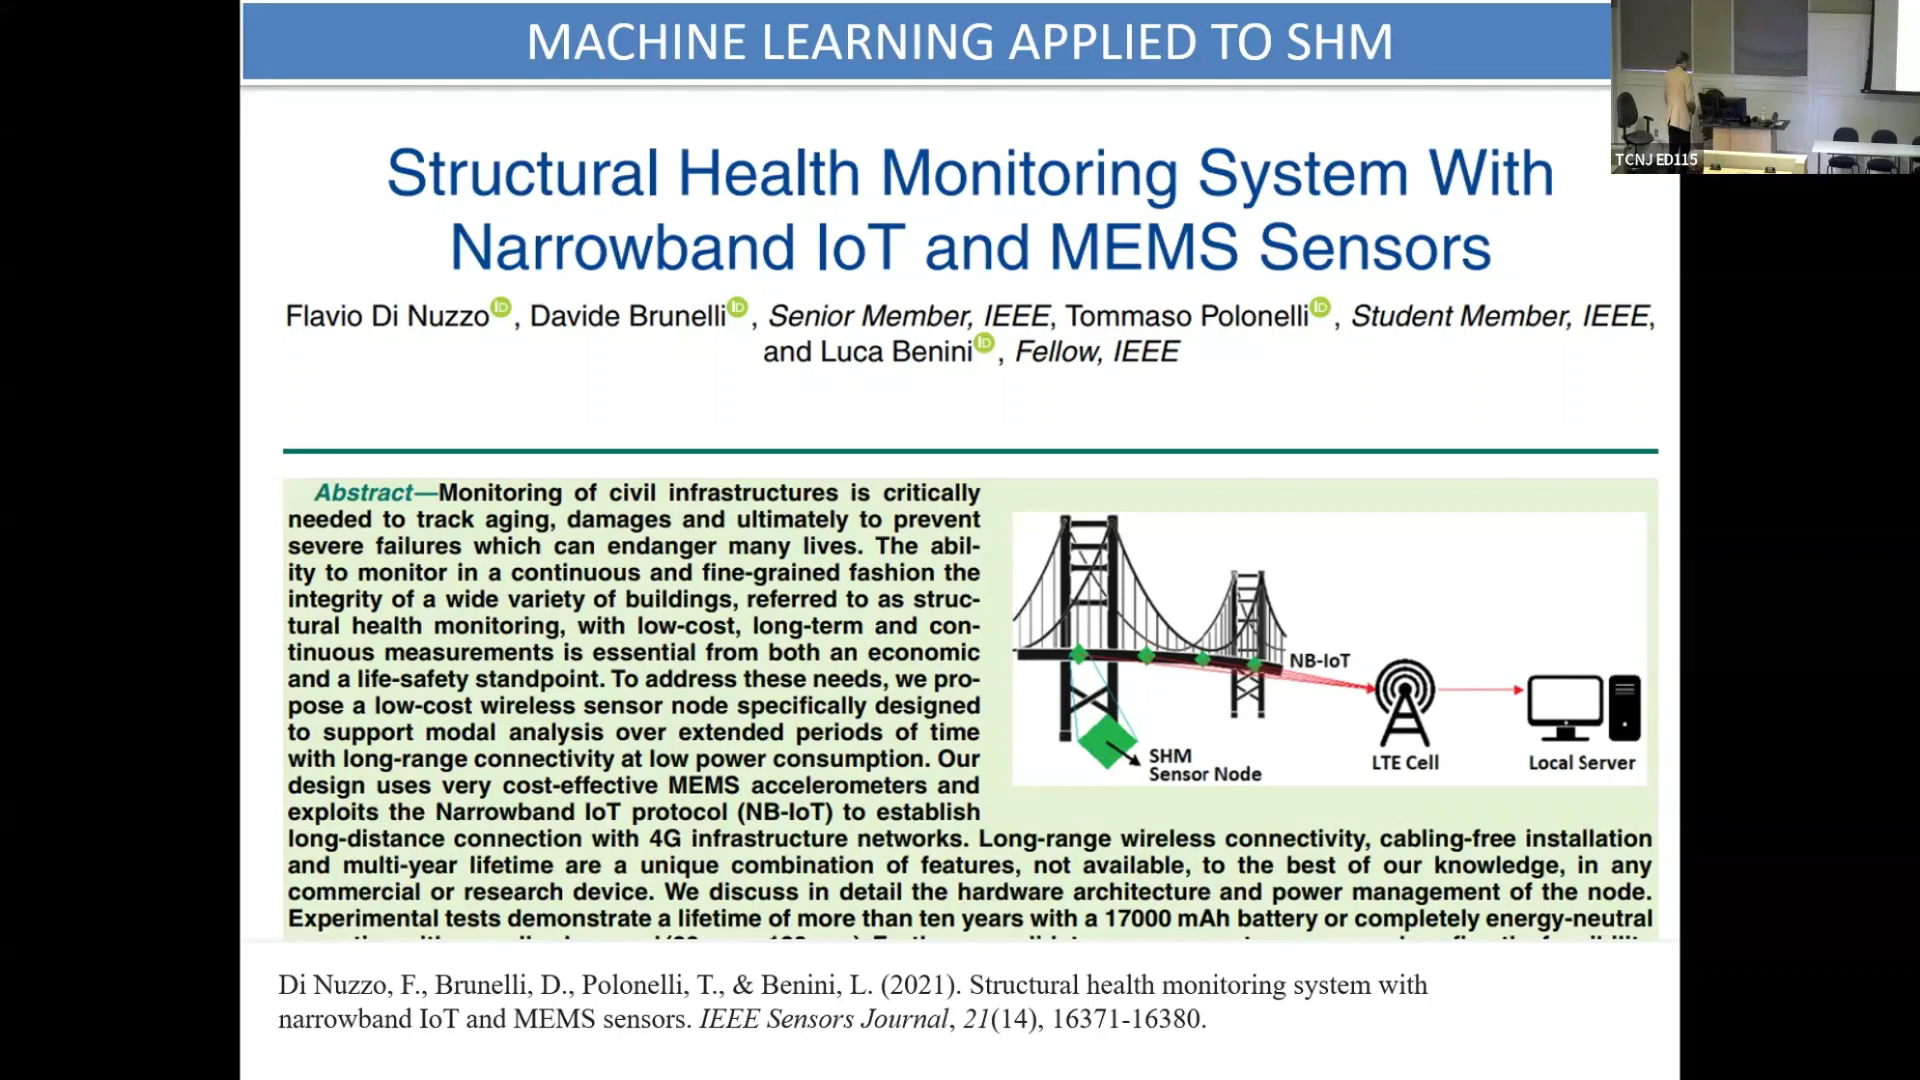 MACHINE LEARNING APPLIED TO SHM
TCNJ ED115
Structural Health Monitoring System With
Narrowband IoT and MEMS Sensors
Flavio Di Nuzzo iD, Davide Brunelli iD, Senior Member, IEEE, Tommaso Polonelli iD, Student Member, IEEE,
and Luca Benini iD, Fellow, IEEE
Abstract—Monitoring of civil infrastructures is critically
needed to track aging, damages and ultimately to prevent
severe failures which can endanger many lives. The abil-
ity to monitor in a continuous and fine-grained fashion the
integrity of a wide variety of buildings, referred to as struc-
tural health monitoring, with low-cost, long-term and con-
tinuous measurements is essential from both an economic
and a life-safety standpoint. To address these needs, we pro-
pose a low-cost wireless sensor node specifically designed
to support modal analysis over extended periods of time
with long-range connectivity at low power consumption. Our
design uses very cost-effective MEMS accelerometers and
exploits the Narrowband IoT protocol (NB-IoT) to establish
long-distance connection with 4G infrastructure networks. Long-range wireless connectivity, cabling-free installation
and multi-year lifetime are a unique combination of features, not available, to the best of our knowledge, in any
commercial or research device. We discuss in detail the hardware architecture and power management of the node.
Experimental tests demonstrate a lifetime of more than ten years with a 17000 mAh battery or completely energy-neutral
NB-IoT
SHM
Sensor Node
LTE Cell
Local Server
Di Nuzzo, F., Brunelli, D., Polonelli, T., & Benini, L. (2021). Structural health monitoring system with
narrowband IoT and MEMS sensors. IEEE Sensors Journal, 21(14), 16371-16380.